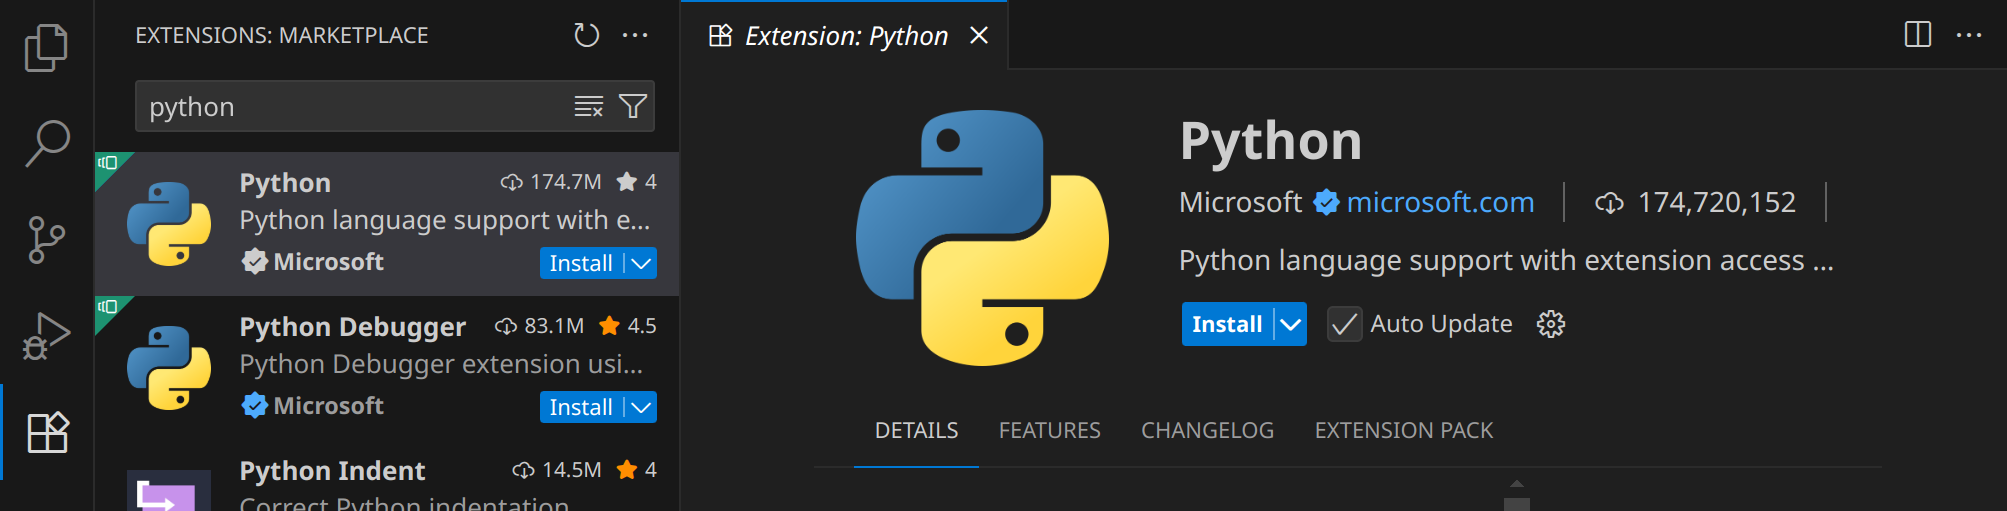 EXTENSIONS: MARKETPLACE
python
Python 174.7M 4
Python language support with e...
Microsoft Install
Python Debugger 83.1M 4.5
Python Debugger extension usi...
Microsoft Install
Python Indent 14.5M 4
Correct Python indentation
Extension: Python
Python
Microsoft microsoft.com 174,720,152
Python language support with extension access ...
Install Auto Update
DETAILS FEATURES CHANGELOG EXTENSION PACK